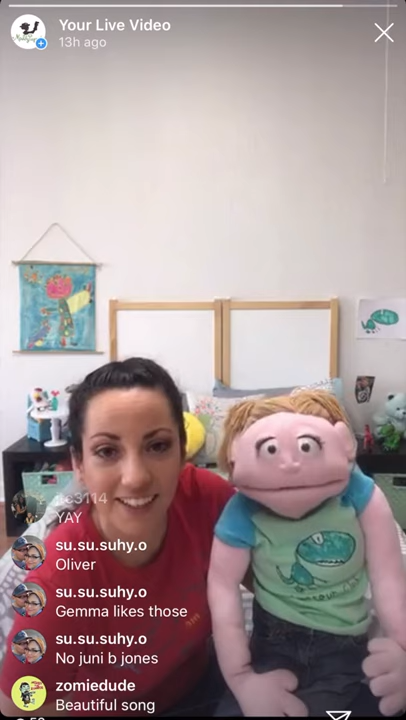 Your Live Video
13h ago
YAY
su.su.suhy.o
Oliver
su.su.suhy.o
Gemma likes those
su.su.suhy.o
No juni b jones
zomiedude
Beautiful song